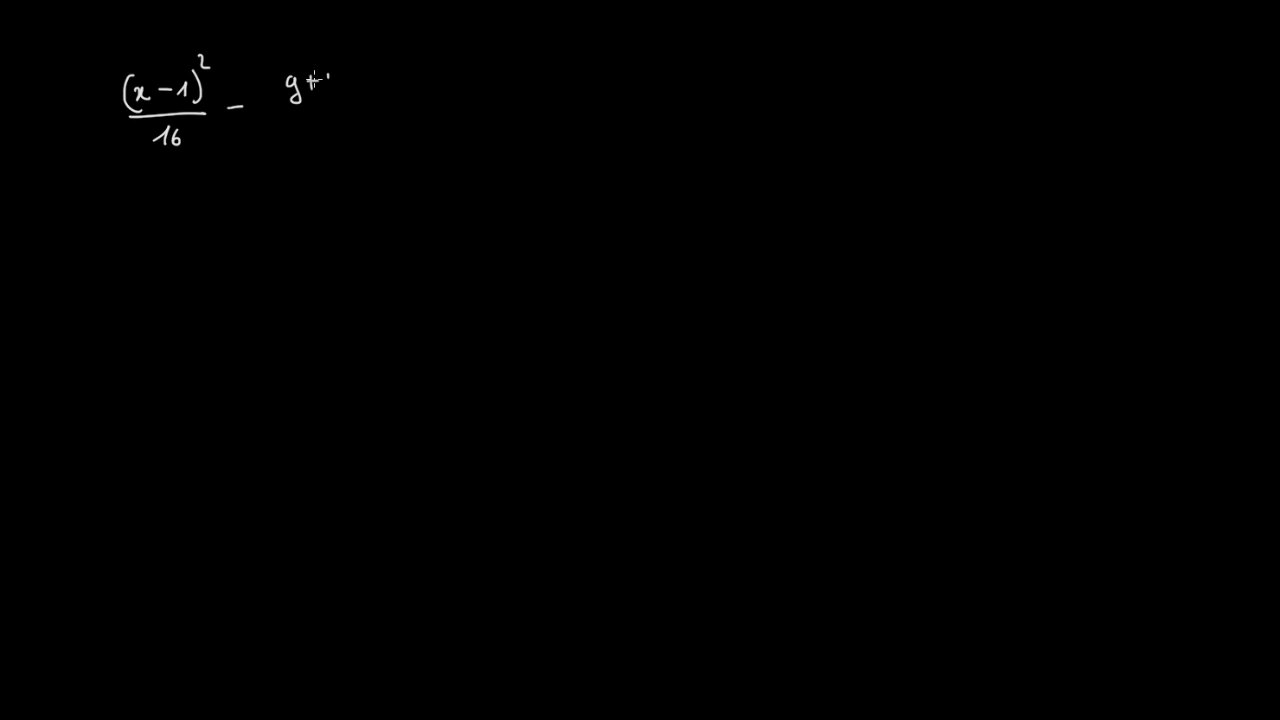 (x-1)²/16 - y+